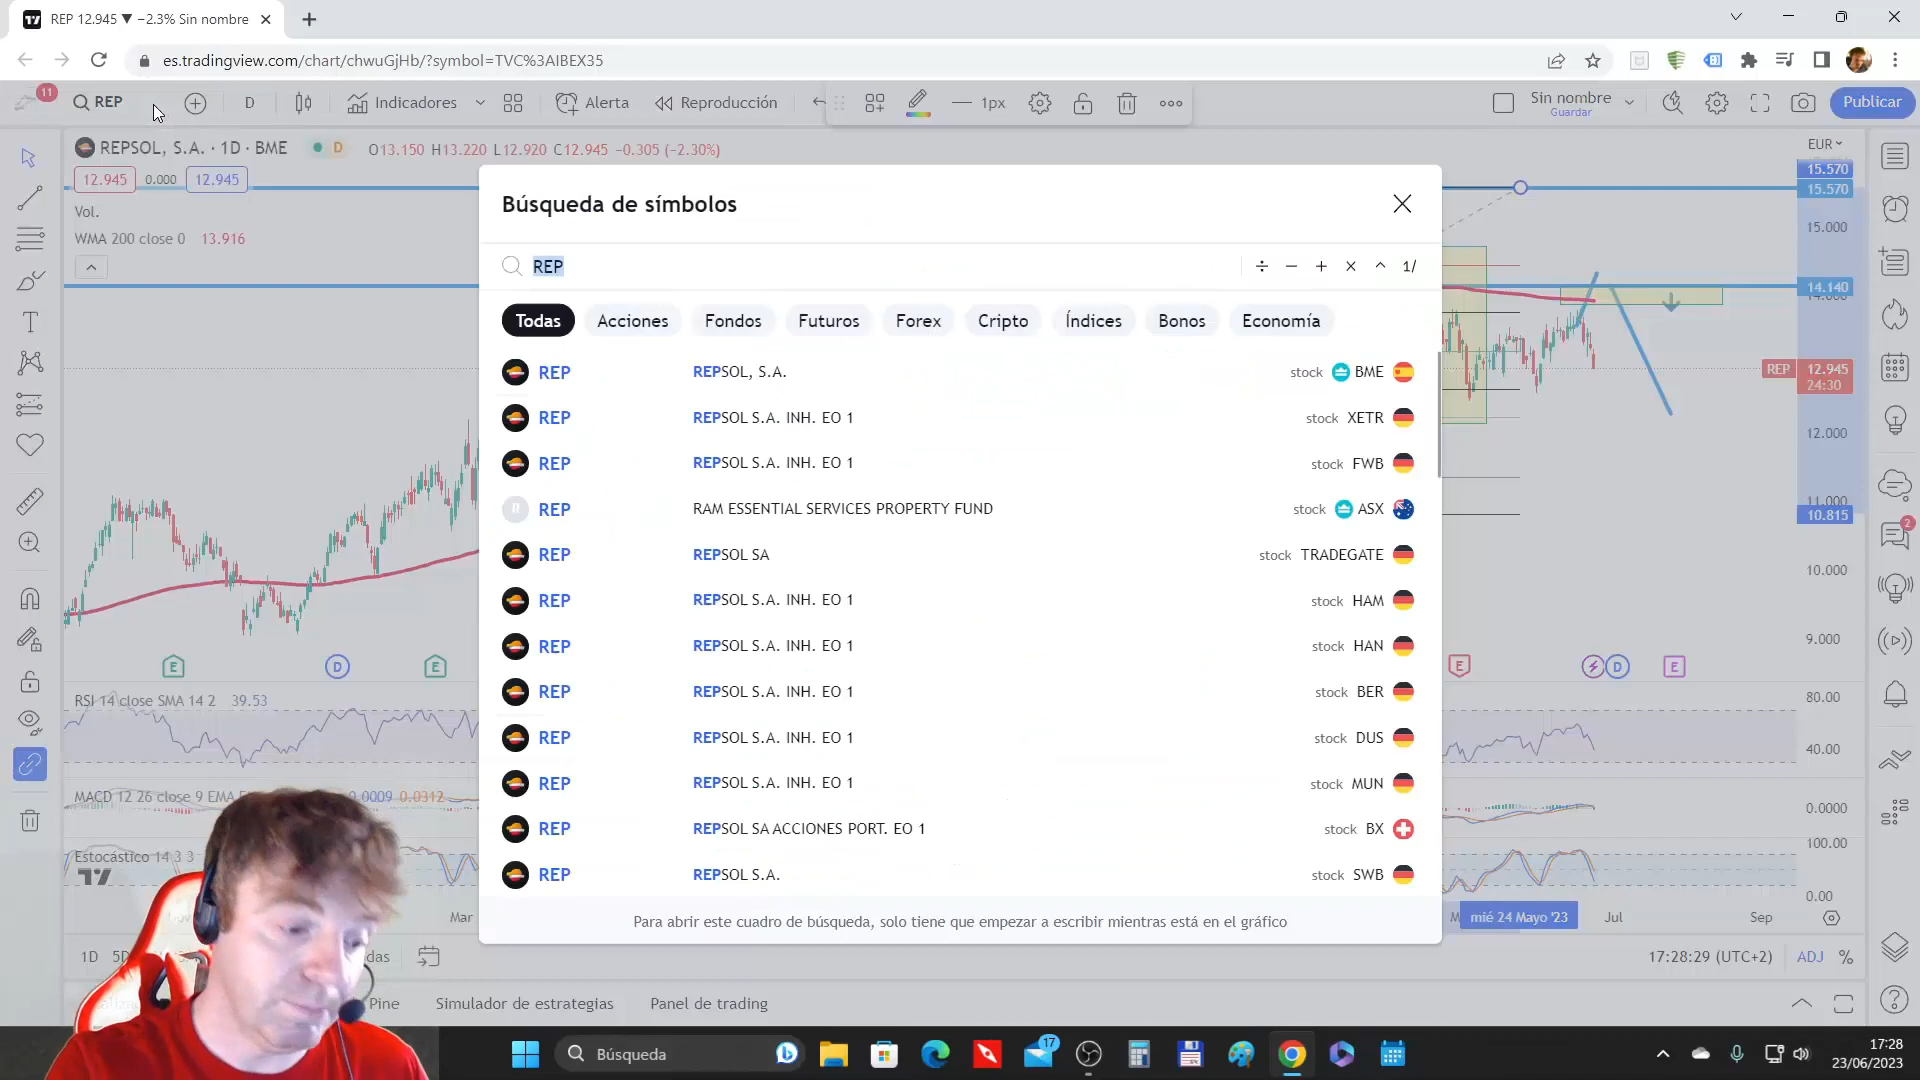 REP 12.945 ▼ −2.3% Sin nombre
es.tradingview.com/chart/chwuGjHb/?symbol=TVC%3AIBEX35
11
REP
D
Indicadores
Alerta
Reproducción
1px
Sin nombre
Guardar
Publicar
REPSOL, S.A. · 1D · BME
D
O13.150 H13.220 L12.920 C12.945 −0.305 (−2.30%)
12.945 0.000 12.945
Vol.
WMA 200 close 0 13.916
EUR
15.570
15.570
15.000
14.140
REP 12.945
24:30
12.000
11.000
10.815
10.000
9.000
Búsqueda de símbolos
REP
÷ − + × ^ 1/
Todas Acciones Fondos Futuros Forex Cripto Índices Bonos Economía
REP REPSOL, S.A. stock BME
REP REPSOL S.A. INH. EO 1 stock XETR
REP REPSOL S.A. INH. EO 1 stock FWB
REP RAM ESSENTIAL SERVICES PROPERTY FUND stock ASX
REP REPSOL SA stock TRADEGATE
REP REPSOL S.A. INH. EO 1 stock HAM
REP REPSOL S.A. INH. EO 1 stock HAN
REP REPSOL S.A. INH. EO 1 stock BER
REP REPSOL S.A. INH. EO 1 stock DUS
REP REPSOL S.A. INH. EO 1 stock MUN
REP REPSOL SA ACCIONES PORT. EO 1 stock BX
REP REPSOL S.A. stock SWB
Para abrir este cuadro de búsqueda, solo tiene que empezar a escribir mientras está en el gráfico
E D E E D E
RSI 14 close SMA 14 2 39.53
80.00
40.00
MACD 12 26 close 9 EMA 0.0009 0.0312
0.0000
Estocástico 14 3 3
100.00
0.00
Mar
mié 24 Mayo '23
Jul
Sep
1D
17:28:29 (UTC+2)
ADJ %
Pine
Simulador de estrategias
Panel de trading
2
Búsqueda
17
17:28
23/06/2023